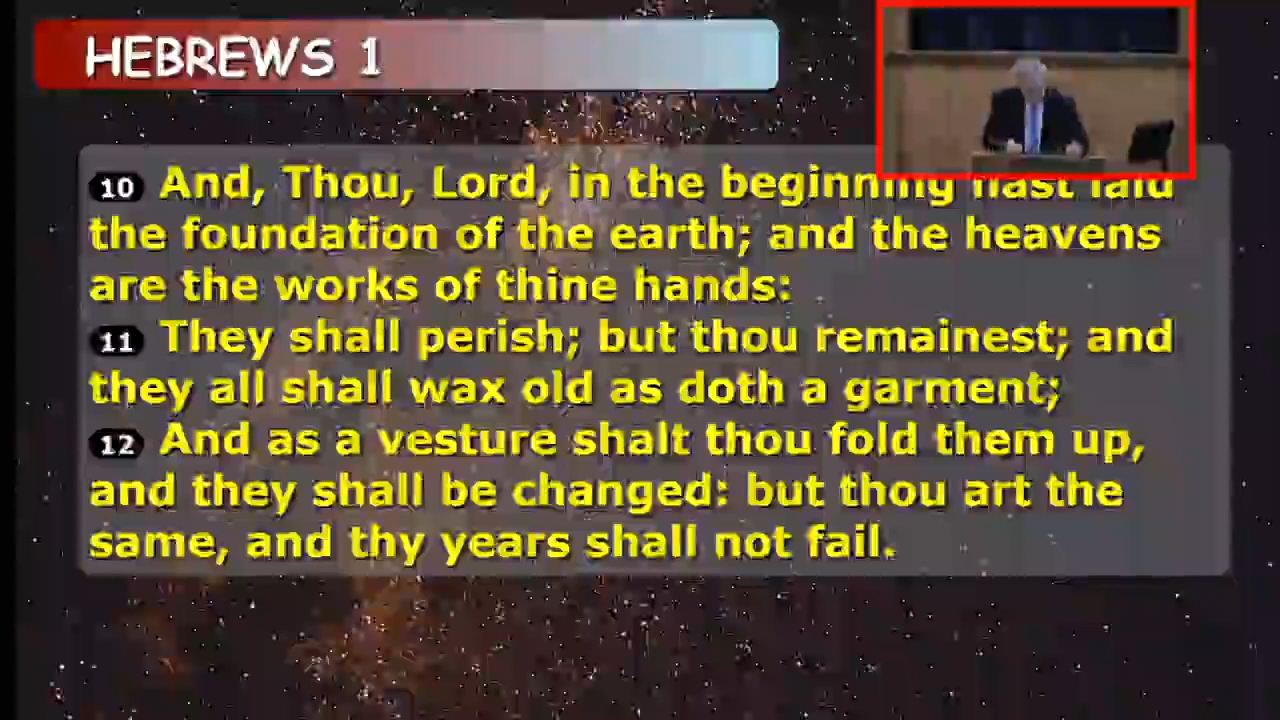 HEBREWS 1
10 And, Thou, Lord, in the beginning hast laid
the foundation of the earth; and the heavens
are the works of thine hands:
11 They shall perish; but thou remainest; and
they all shall wax old as doth a garment;
12 And as a vesture shalt thou fold them up,
and they shall be changed: but thou art the
same, and thy years shall not fail.